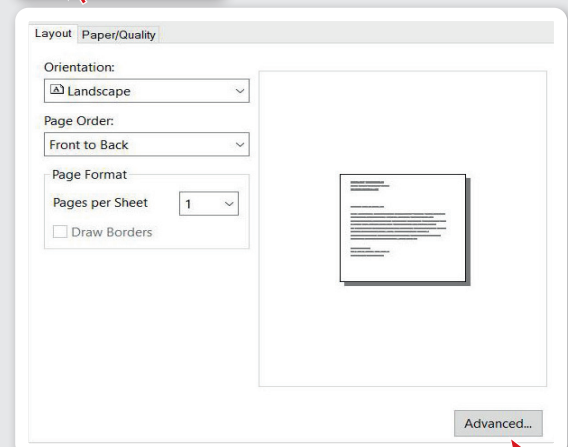 Layout Paper/Quality
Orientation:
Landscape
Page Order:
Front to Back
Page Format
Pages per Sheet 1
Draw Borders
Advanced...